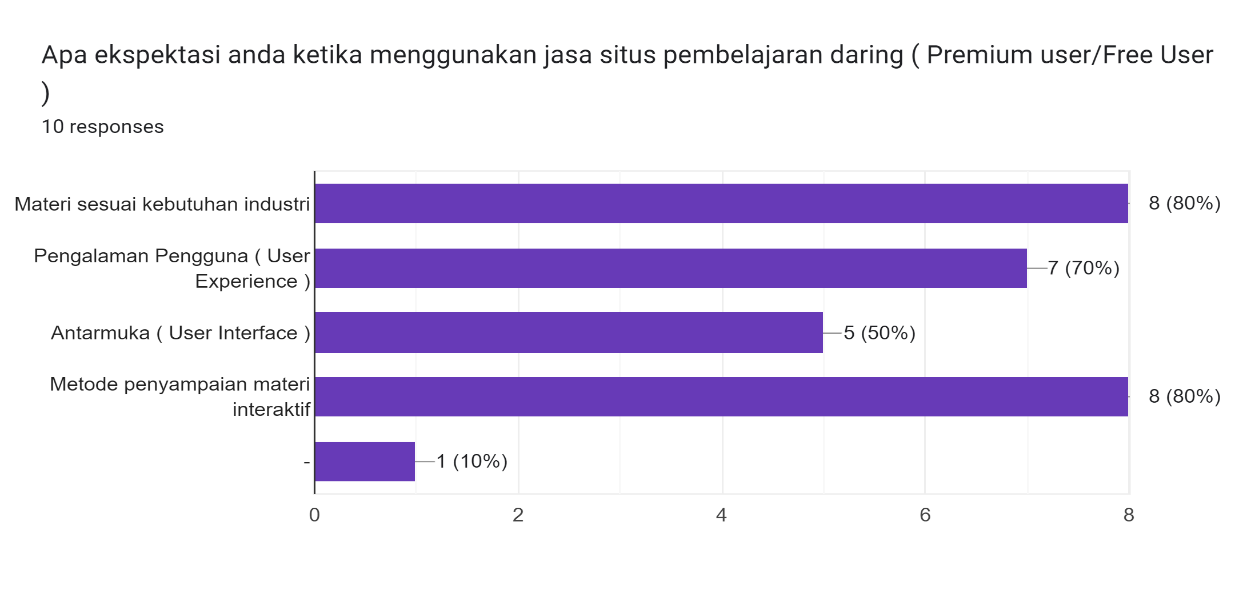 Apa ekspektasi anda ketika menggunakan jasa situs pembelajaran daring ( Premium user/Free User
)
10 responses
Materi sesuai kebutuhan industri
8 (80%)
Pengalaman Pengguna ( User
Experience )
7 (70%)
Antarmuka ( User Interface )
5 (50%)
Metode penyampaian materi
interaktif
8 (80%)
-
1 (10%)
0 2 4 6 8